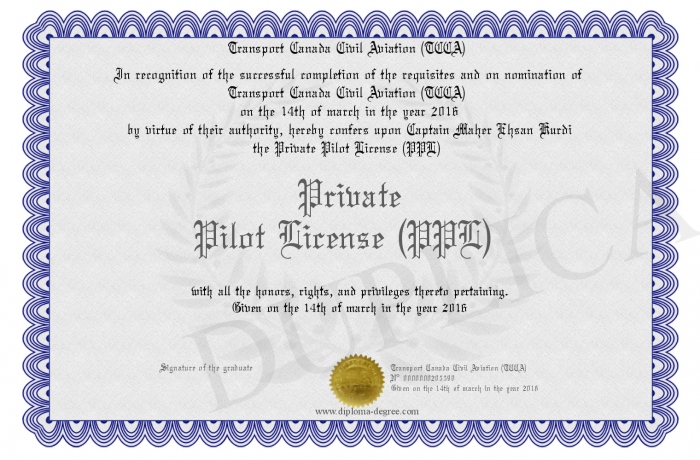 Transport Canada Civil Aviation (TCCA)
In recognition of the successful completion of the requisites and on nomination of
Transport Canada Civil Aviation (TCCA)
on the 14th of march in the year 2016
by virtue of their authority, hereby confers upon Captain Maher Ehsan Kurdi
the Private Pilot License (PPL)
Private
Pilot License (PPL)
with all the honors, rights, and privileges thereto pertaining.
Given on the 14th of march in the year 2016
Signature of the graduate
Transport Canada Civil Aviation (TCCA)
Given on the 14th of march in the year 2016
www.diploma-degree.com
DUPLICA